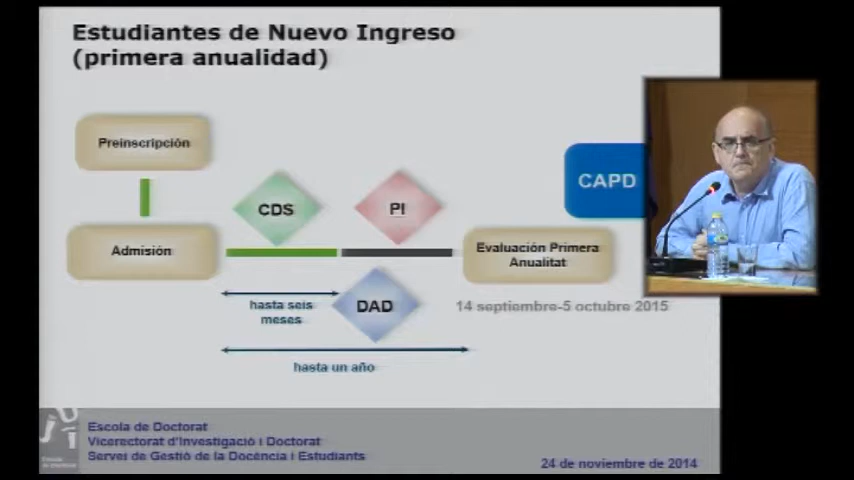 Estudiantes de Nuevo Ingreso
(primera anualidad)
Preinscripción
CAPD
CDS
PI
Admisión
Evaluación Primera
Anualitat
hasta seis
meses
DAD
14 septiembre-5 octubre 2015
hasta un año
Escola de Doctorat
Vicerectorat d'Investigació i Doctorat
Servei de Gestió de la Docència i Estudiants
24 de noviembre de 2014